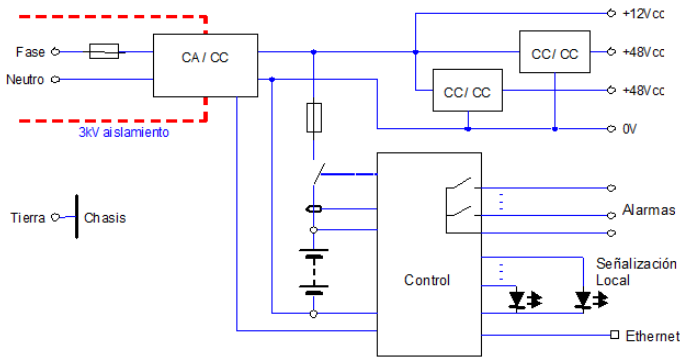 +12Vcc
Fase
CA / CC
CC/ CC
+48Vcc
Neutro
CC/ CC
+48Vcc
3kV aislamiento
0V
Tierra
Chasis
Alarmas
Control
Señalización
Local
Ethernet